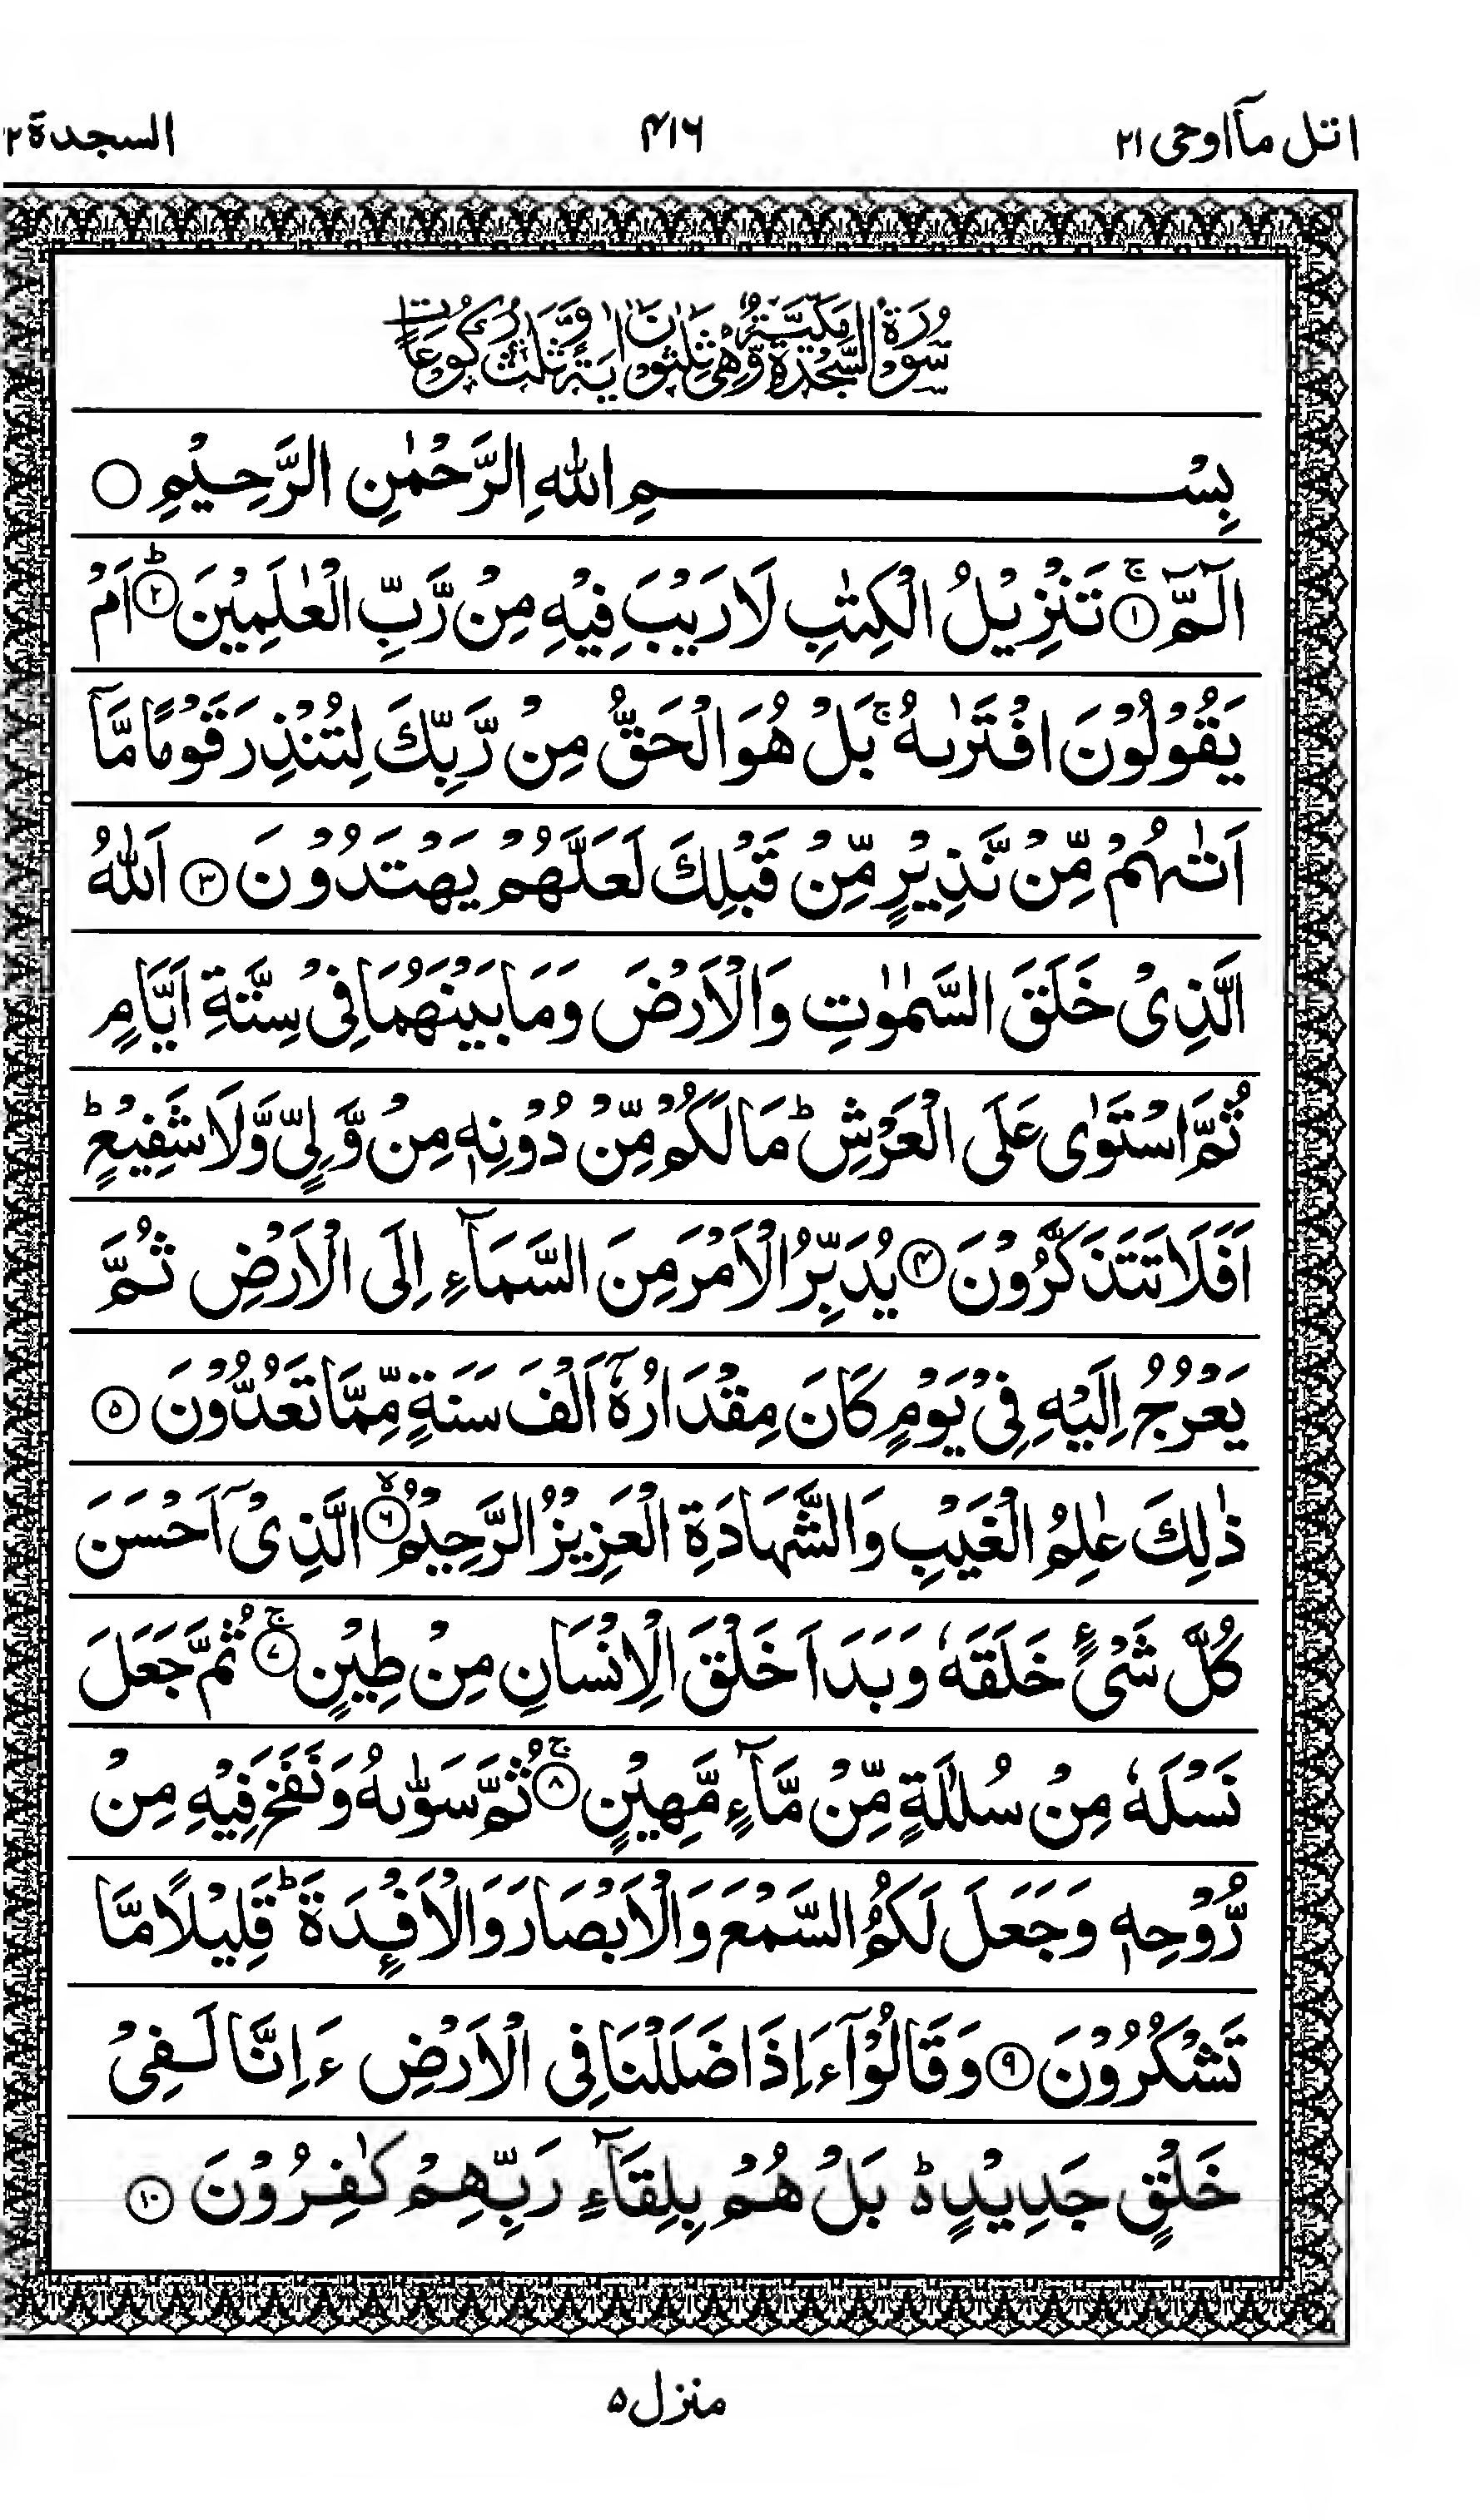 اتل مآاوحی ۲۱
۴۱۶
السجدة ۲
سُوْرَةُ السَّجْدَةِ مَكِّيَّةٌ وَّهِىَ ثَلٰثُوْنَ اٰيَةً وَّثَلٰثُ رُكُوْعَاتٍ
بِسْمِ اللّٰهِ الرَّحْمٰنِ الرَّحِيْمِ ○
الٓمّٓ ۚ﴿۱﴾ تَنْزِيْلُ الْكِتٰبِ لَا رَيْبَ فِيْهِ مِنْ رَّبِّ الْعٰلَمِيْنَ ؕ﴿۲﴾ اَمْ
يَقُوْلُوْنَ افْتَرٰىهُ ۚ بَلْ هُوَ الْحَقُّ مِنْ رَّبِّكَ لِتُنْذِرَ قَوْمًا مَّاۤ
اَتٰىهُمْ مِّنْ نَّذِيْرٍ مِّنْ قَبْلِكَ لَعَلَّهُمْ يَهْتَدُوْنَ ﴿۳﴾ اَللّٰهُ
الَّذِىْ خَلَقَ السَّمٰوٰتِ وَالْاَرْضَ وَمَا بَيْنَهُمَا فِىْ سِتَّةِ اَيَّامٍ
ثُمَّ اسْتَوٰى عَلَى الْعَرْشِ ؕ مَا لَكُمْ مِّنْ دُوْنِهٖ مِنْ وَّلِىٍّ وَّلَا شَفِيْعٍ ؕ
اَفَلَا تَتَذَكَّرُوْنَ ﴿۴﴾ يُدَبِّرُ الْاَمْرَ مِنَ السَّمَآءِ اِلَى الْاَرْضِ ثُمَّ
يَعْرُجُ اِلَيْهِ فِىْ يَوْمٍ كَانَ مِقْدَارُهٗۤ اَلْفَ سَنَةٍ مِّمَّا تَعُدُّوْنَ ﴿۵﴾
ذٰلِكَ عٰلِمُ الْغَيْبِ وَالشَّهَادَةِ الْعَزِيْزُ الرَّحِيْمُ ۙ﴿۶﴾ الَّذِىْۤ اَحْسَنَ
كُلَّ شَىْءٍ خَلَقَهٗ وَبَدَاَ خَلْقَ الْاِنْسَانِ مِنْ طِيْنٍ ۚ﴿۷﴾ ثُمَّ جَعَلَ
نَسْلَهٗ مِنْ سُلٰلَةٍ مِّنْ مَّآءٍ مَّهِيْنٍ ۚ﴿۸﴾ ثُمَّ سَوّٰىهُ وَنَفَخَ فِيْهِ مِنْ
رُّوْحِهٖ وَجَعَلَ لَكُمُ السَّمْعَ وَالْاَبْصَارَ وَالْاَفْـِٕدَةَ ؕ قَلِيْلًا مَّا
تَشْكُرُوْنَ ﴿۹﴾ وَقَالُوْۤا ءَاِذَا ضَلَلْنَا فِى الْاَرْضِ ءَاِنَّا لَفِىْ
خَلْقٍ جَدِيْدٍ ؕ بَلْ هُمْ بِلِقَآءِ رَبِّهِمْ كٰفِرُوْنَ ﴿۱۰﴾
منزل ۵